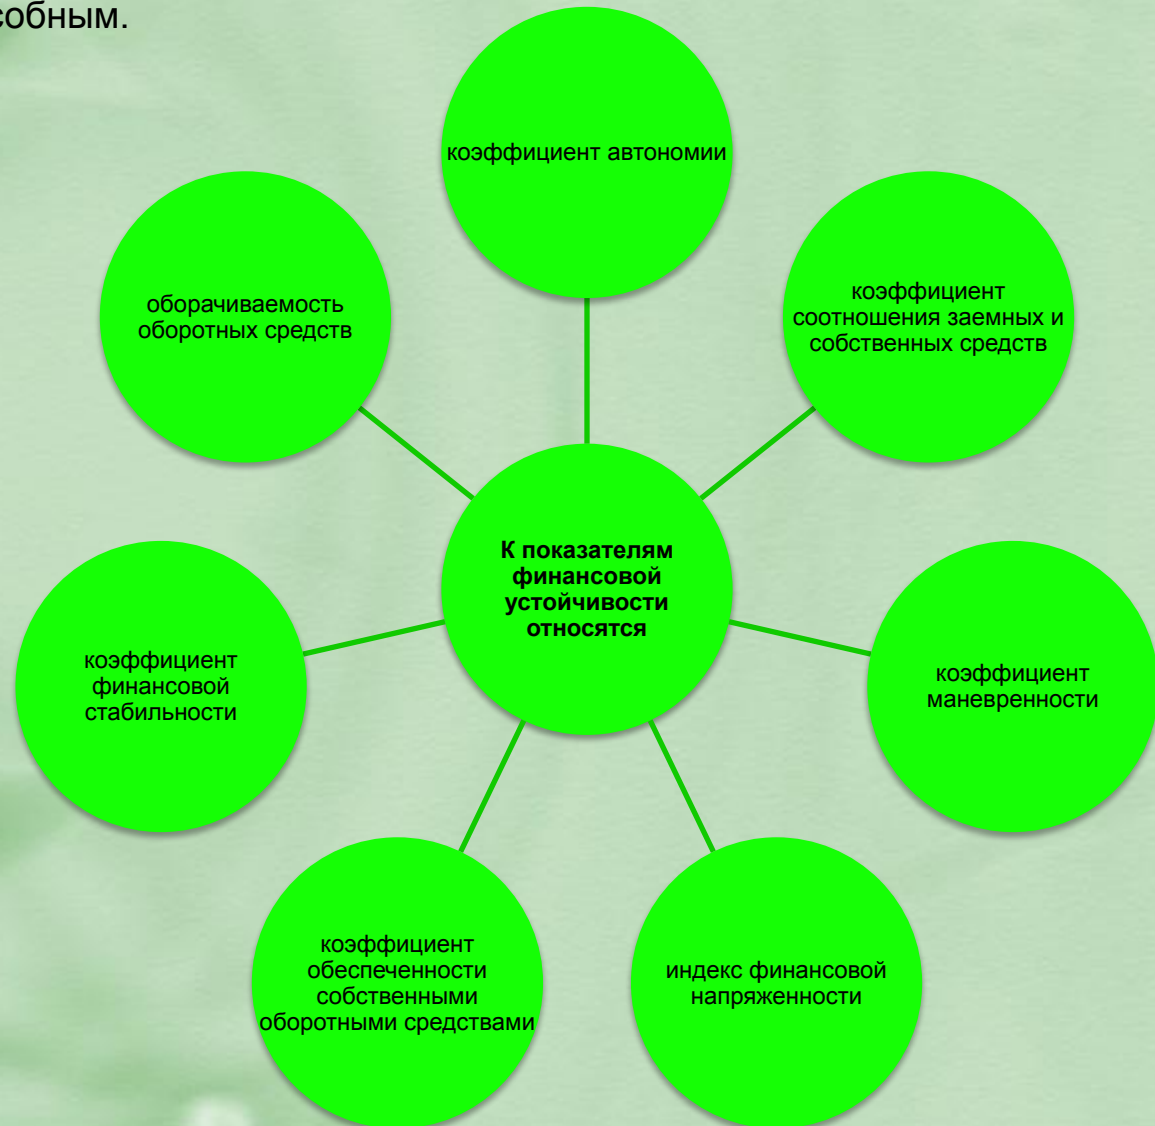 собным.
коэффициент автономии
коэффициент
соотношения заемных и
собственных средств
коэффициент
маневренности
индекс финансовой
напряженности
коэффициент
обеспеченности
собственными
оборотными средствами
коэффициент
финансовой
стабильности
оборачиваемость
оборотных средств
К показателям
финансовой
устойчивости
относятся